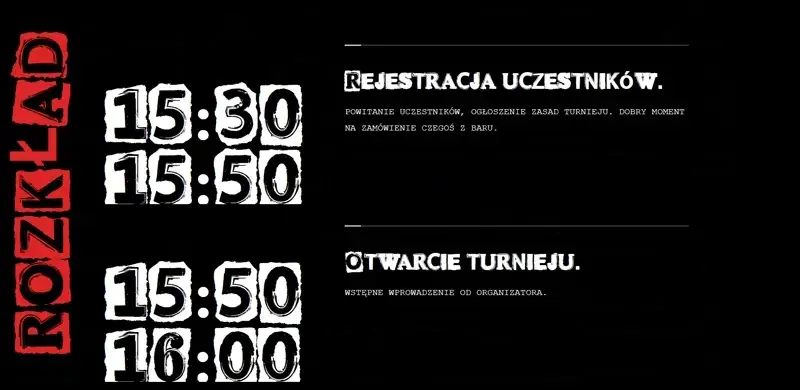 ROZKŁAD
15:30
15:50
REJESTRACJA UCZESTNIKÓW.
POWITANIE UCZESTNIKÓW, OGŁOSZENIE ZASAD TURNIEJU. DOBRY MOMENT
NA ZAMÓWIENIE CZEGOŚ Z BARU.
15:50
16:00
OTWARCIE TURNIEJU.
WSTĘPNE WPROWADZENIE OD ORGANIZATORA.